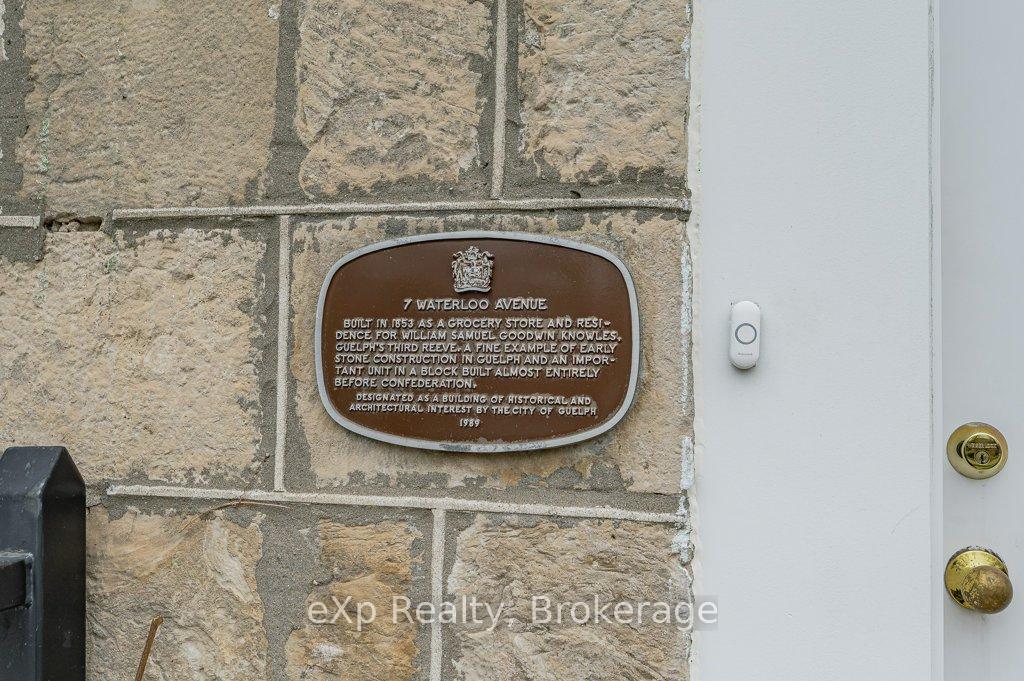 7 WATERLOO AVENUE
BUILT IN 1853 AS A GROCERY STORE AND RESI-
DENCE FOR WILLIAM SAMUEL GOODWIN KNOWLES,
GUELPH'S THIRD REEVE. A FINE EXAMPLE OF EARLY
STONE CONSTRUCTION IN GUELPH AND AN IMPOR-
TANT UNIT IN A BLOCK BUILT ALMOST ENTIRELY
BEFORE CONFEDERATION.
DESIGNATED AS A BUILDING OF HISTORICAL AND
ARCHITECTURAL INTEREST BY THE CITY OF GUELPH
1989
eXp Realty, Brokerage